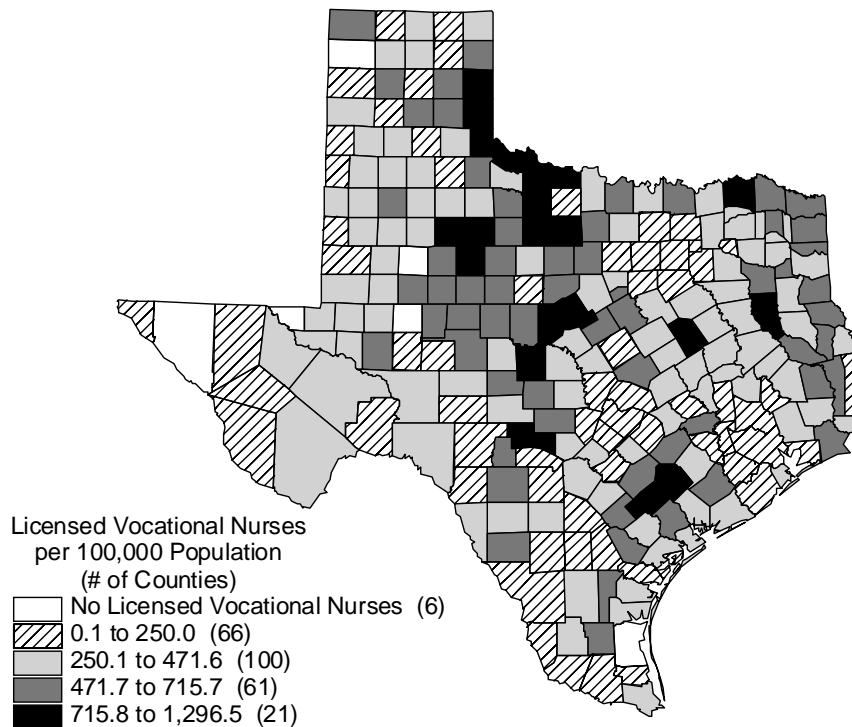 Licensed Vocational Nurses
per 100,000 Population
(# of Counties)
No Licensed Vocational Nurses (6)
0.1 to 250.0 (66)
250.1 to 471.6 (100)
471.7 to 715.7 (61)
715.8 to 1,296.5 (21)